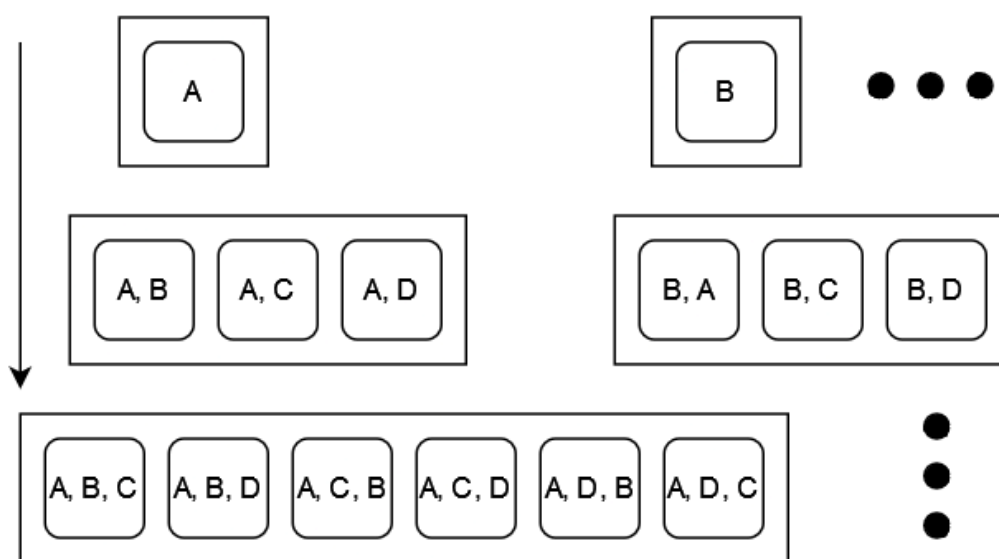 A B
A, B A, C A, D B, A B, C B, D
A, B, C A, B, D A, C, B A, C, D A, D, B A, D, C